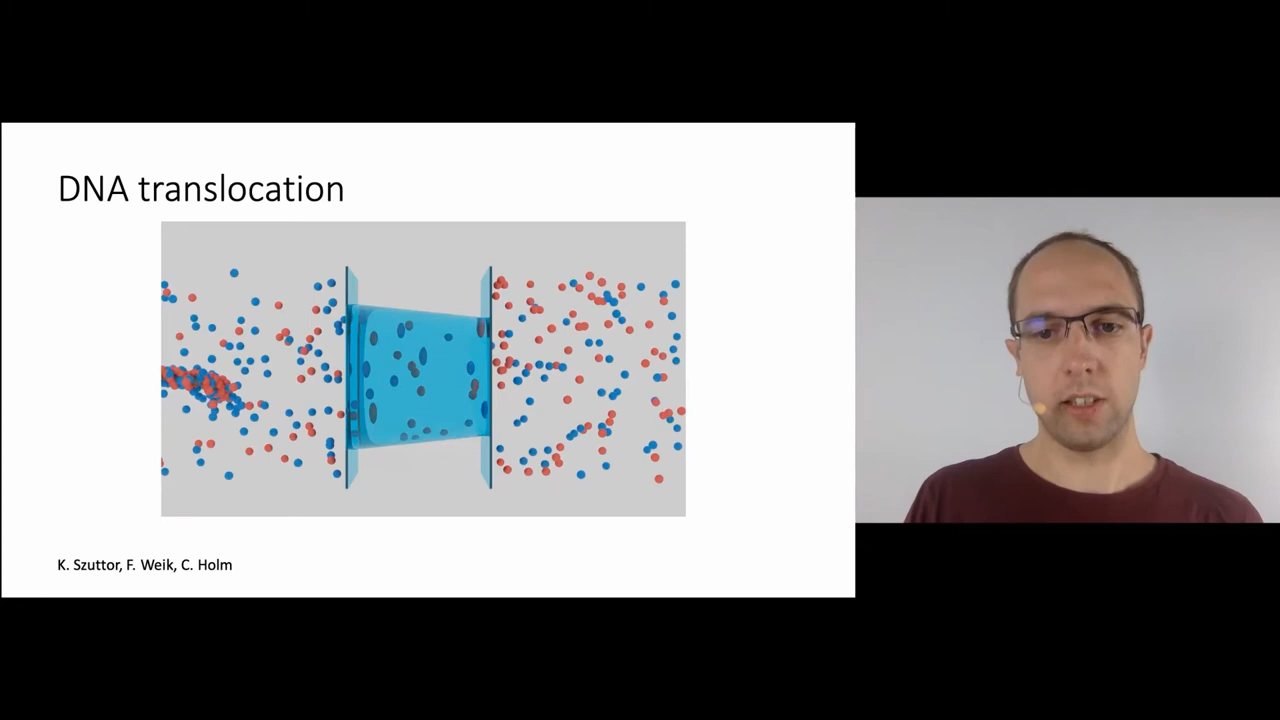 DNA translocation
K. Szuttor, F. Weik, C. Holm